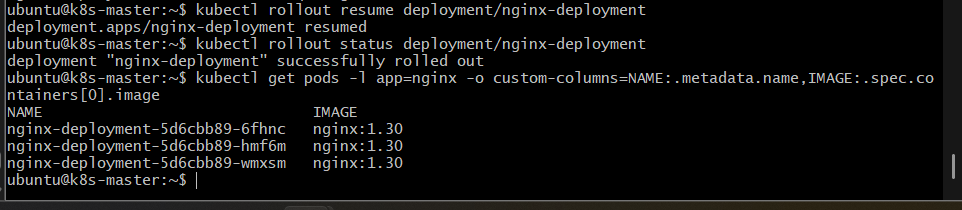 ubuntu@k8s-master:~$ kubectl rollout resume deployment/nginx-deployment
deployment.apps/nginx-deployment resumed
ubuntu@k8s-master:~$ kubectl rollout status deployment/nginx-deployment
deployment "nginx-deployment" successfully rolled out
ubuntu@k8s-master:~$ kubectl get pods -l app=nginx -o custom-columns=NAME:.metadata.name,IMAGE:.spec.co
ntainers[0].image
NAME                          IMAGE
nginx-deployment-5d6cbb89-6fhnc   nginx:1.30
nginx-deployment-5d6cbb89-hmf6m   nginx:1.30
nginx-deployment-5d6cbb89-wmxsm   nginx:1.30
ubuntu@k8s-master:~$